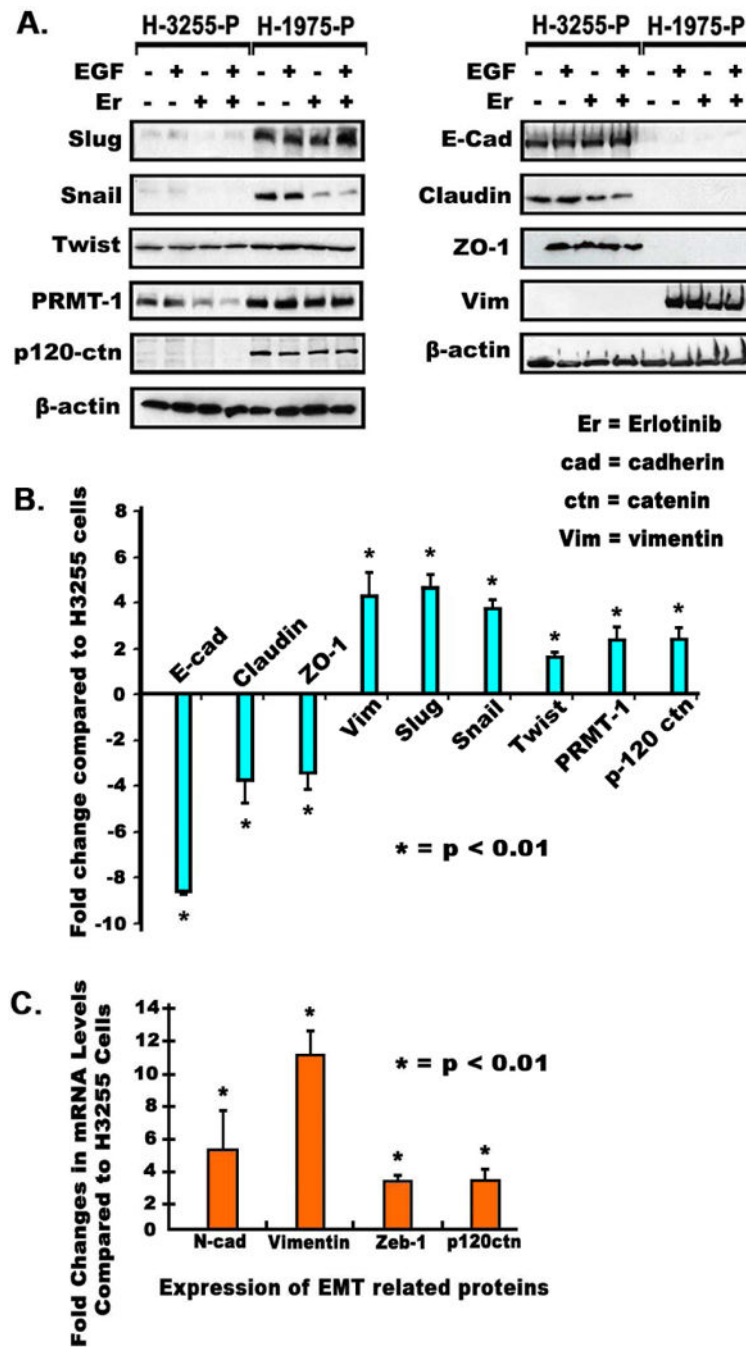 A.
H-3255-P H-1975-P
EGF - + - + - + - +
Er - - + + - - + +
Slug
Snail
Twist
PRMT-1
p120-ctn
β-actin
H-3255-P H-1975-P
EGF - + - + - + - +
Er - - + + - - + +
E-Cad
Claudin
ZO-1
Vim
β-actin
Er = Erlotinib
cad = cadherin
ctn = catenin
Vim = vimentin
B.
Fold change compared to H3255 cells
8
6
4
2
0
-2
-4
-6
-8
-10
E-cad
Claudin
ZO-1
Vim
Slug
Snail
Twist
PRMT-1
p-120 ctn
* * * * * * * * *
* = p < 0.01
C.
Fold Changes in mRNA Levels
Compared to H3255 Cells
14
12
10
8
6
4
2
0
* * * *
* = p < 0.01
N-cad Vimentin Zeb-1 p120ctn
Expression of EMT related proteins